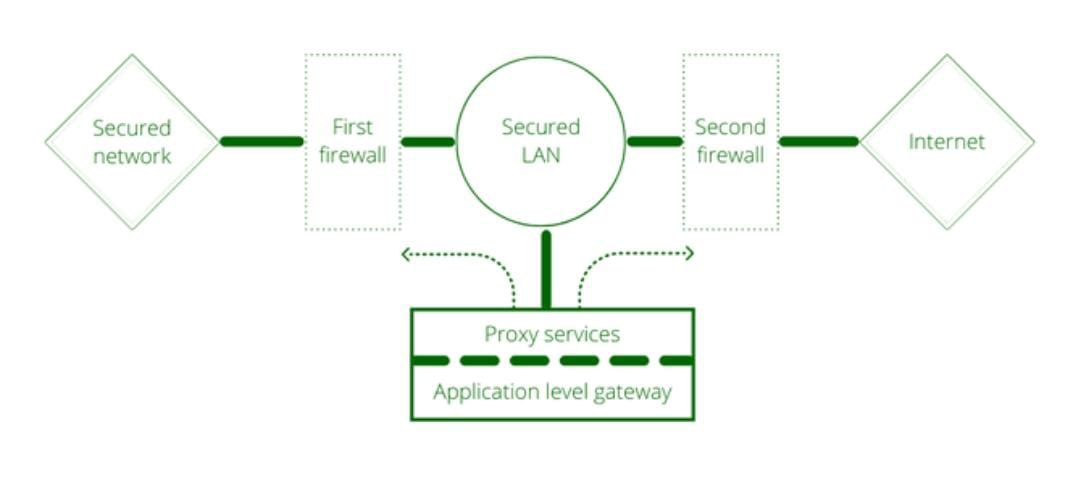 Secured
network
First
firewall
Secured
LAN
Second
firewall
Internet
Proxy services
Application level gateway